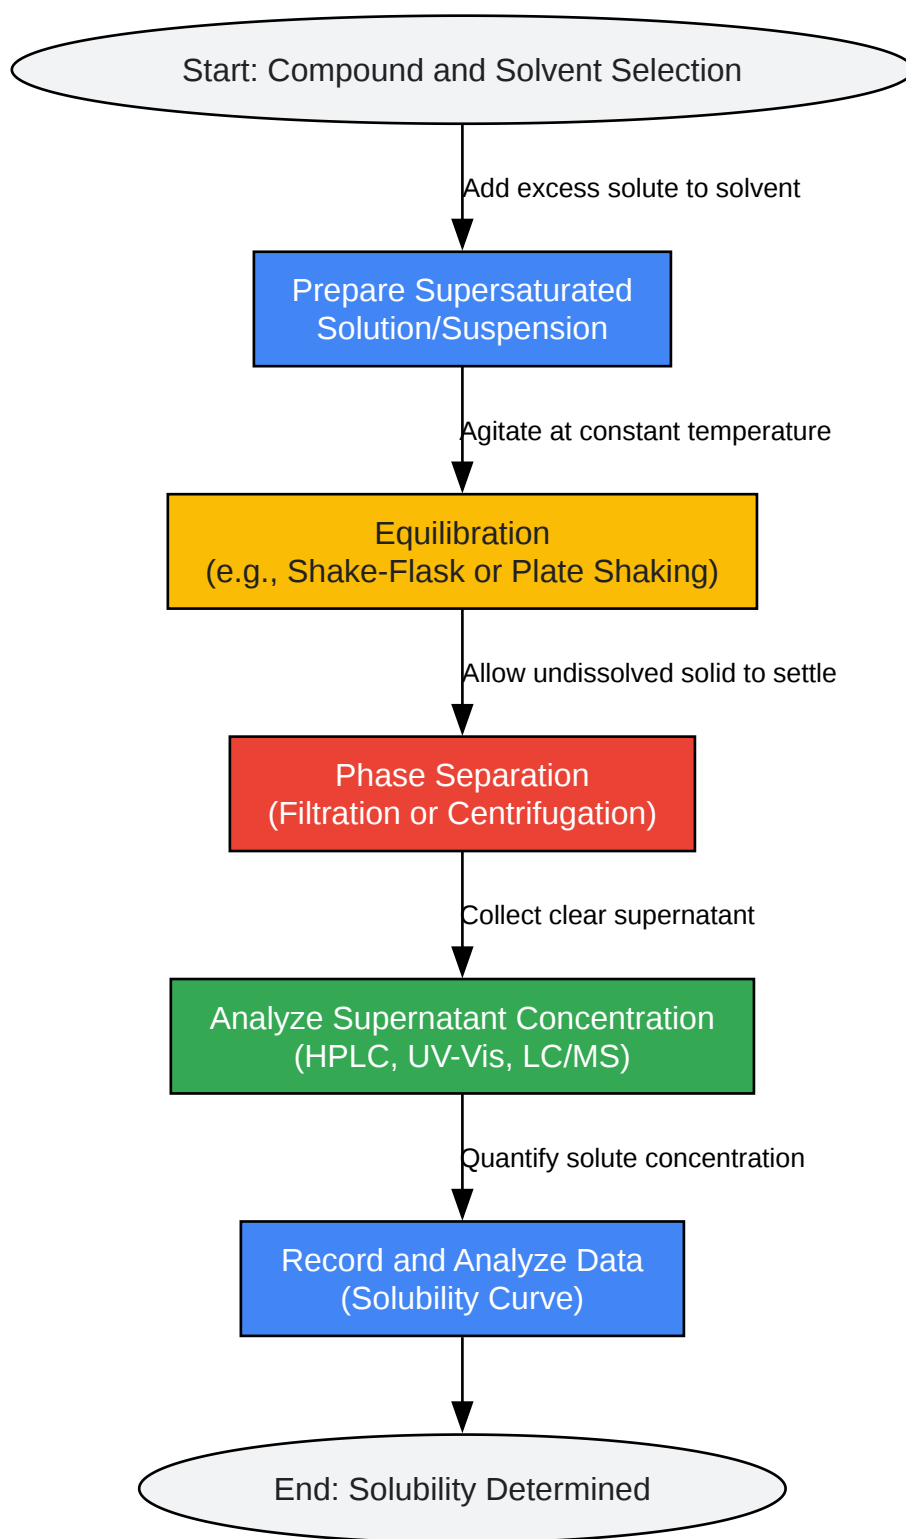 Start: Compound and Solvent Selection
Add excess solute to solvent
Prepare Supersaturated
Solution/Suspension
Agitate at constant temperature
Equilibration
(e.g., Shake-Flask or Plate Shaking)
Allow undissolved solid to settle
Phase Separation
(Filtration or Centrifugation)
Collect clear supernatant
Analyze Supernatant Concentration
(HPLC, UV-Vis, LC/MS)
Quantify solute concentration
Record and Analyze Data
(Solubility Curve)
End: Solubility Determined